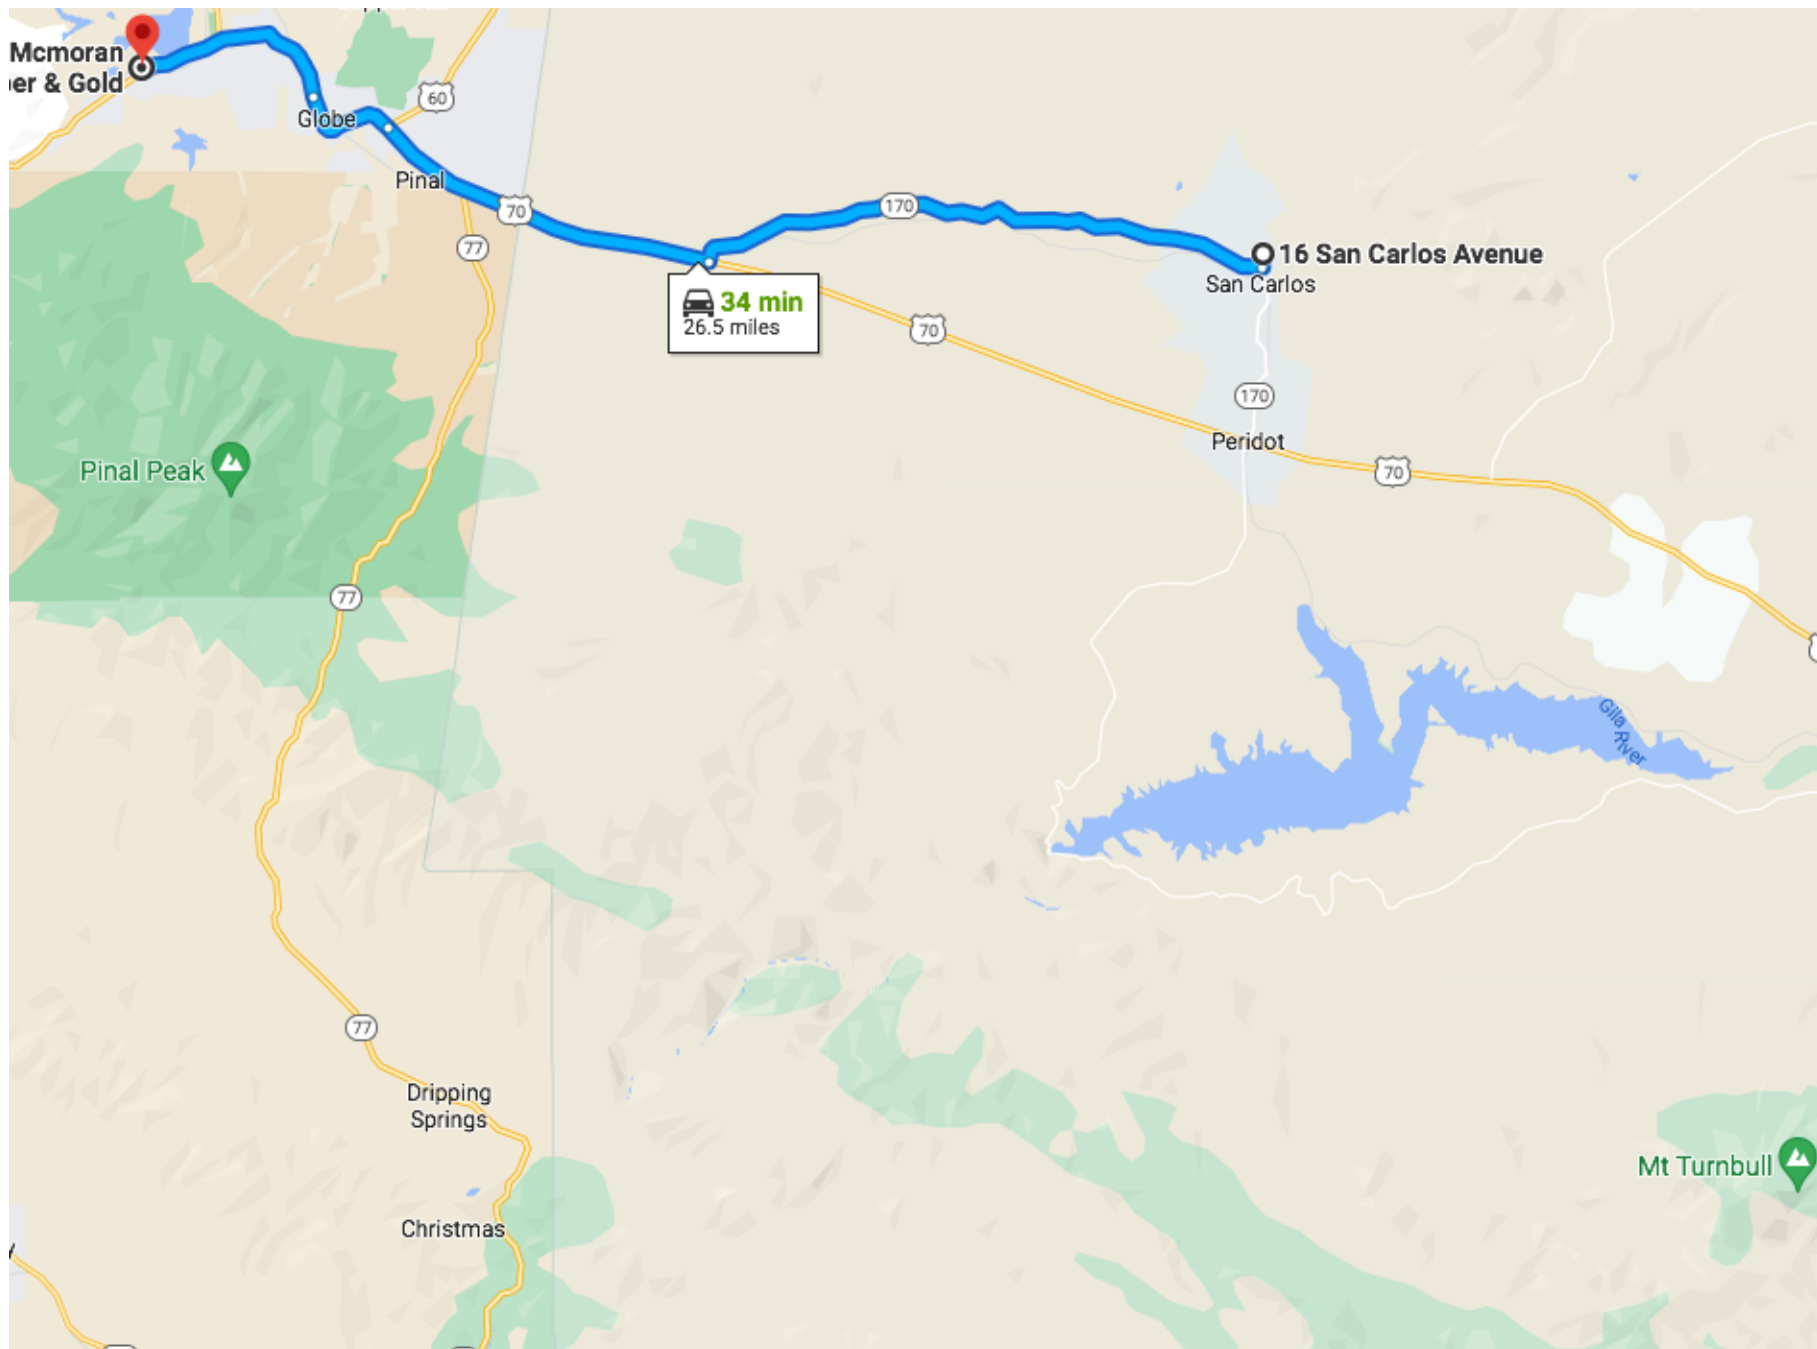 Mcmoran
er & Gold
60
Globe
Pinal
70
170
77
16 San Carlos Avenue
San Carlos
34 min
26.5 miles
70
170
Peridot
70
Pinal Peak
77
Gila
River
77
Dripping
Springs
Mt Turnbull
Christmas